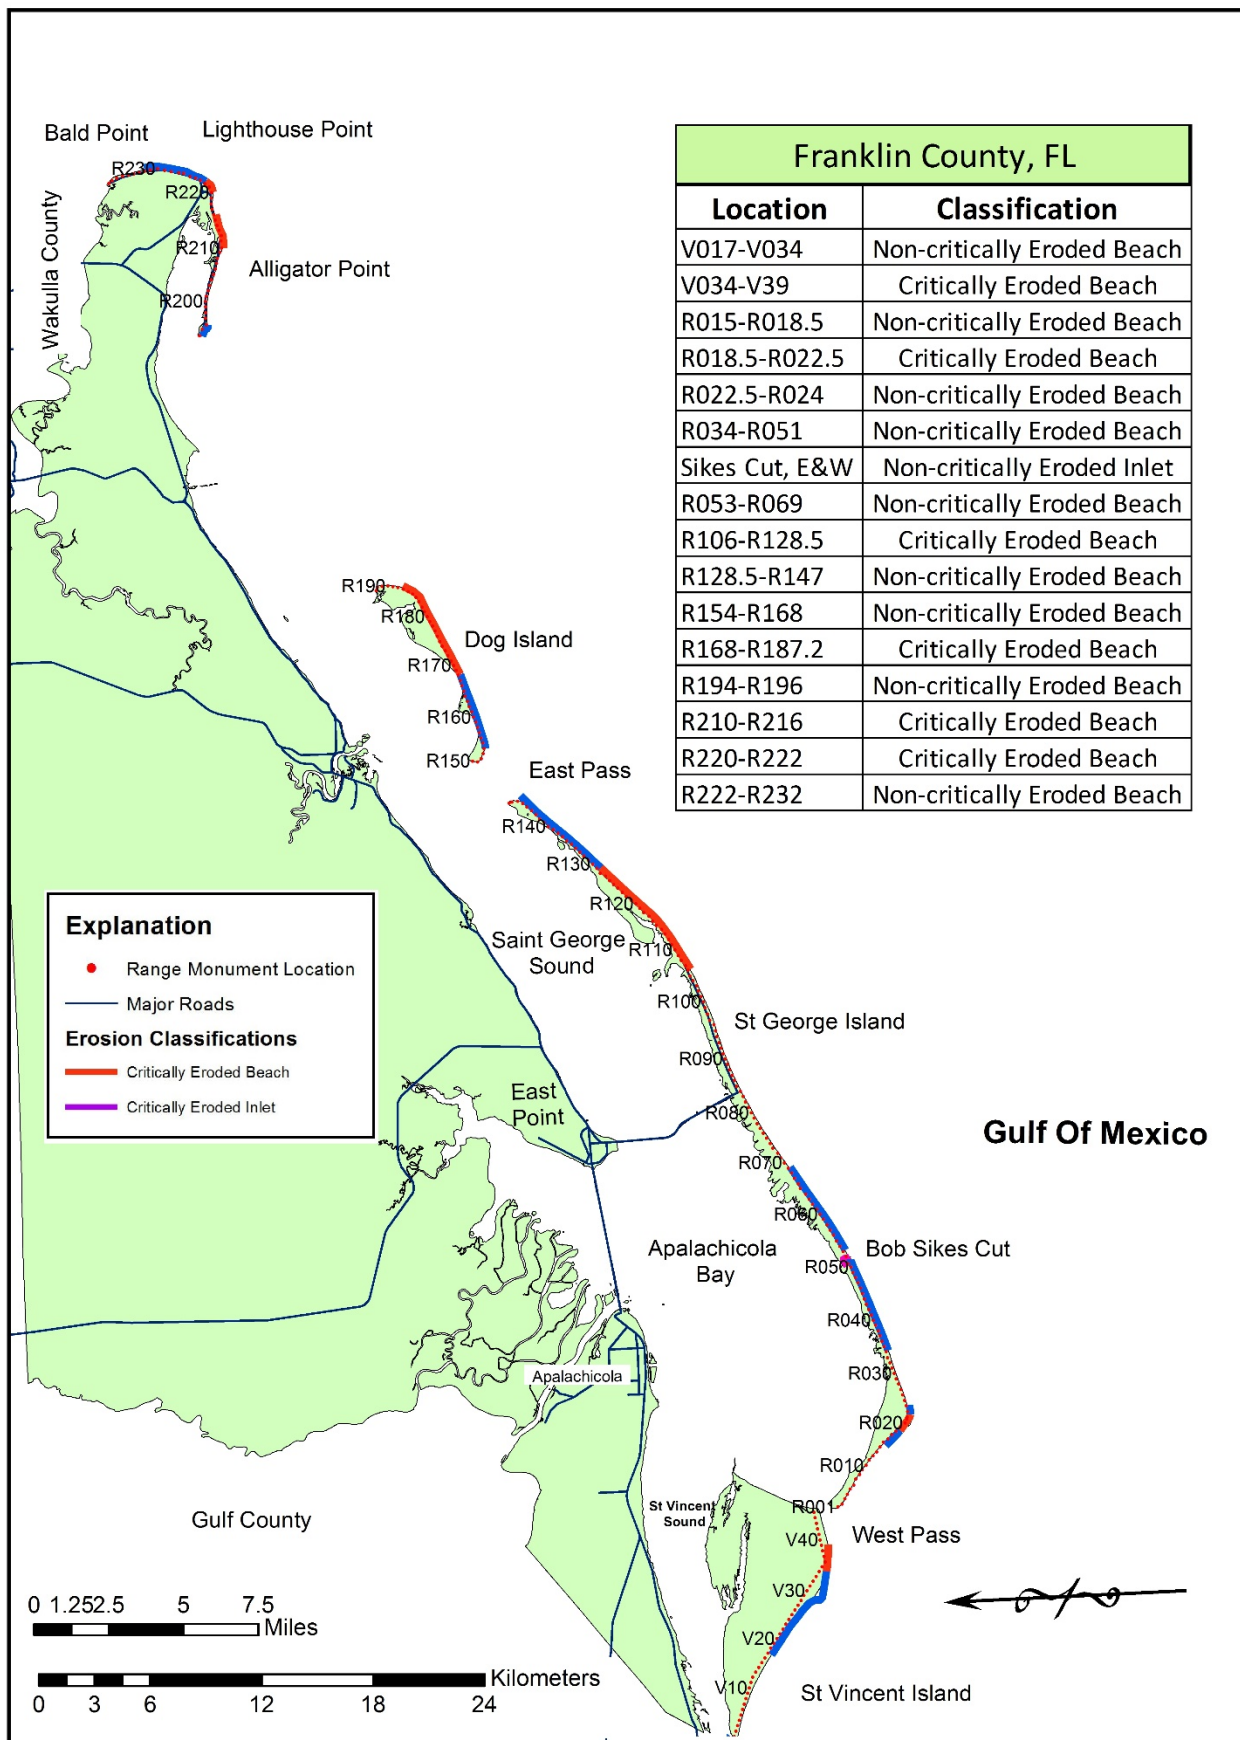 Bald Point
Lighthouse Point
R230
R220
Wakulla County
R210
Alligator Point
R200
Franklin County, FL
Location Classification
V017-V034 Non-critically Eroded Beach
V034-V39 Critically Eroded Beach
R015-R018.5 Non-critically Eroded Beach
R018.5-R022.5 Critically Eroded Beach
R022.5-R024 Non-critically Eroded Beach
R034-R051 Non-critically Eroded Beach
Sikes Cut, E&W Non-critically Eroded Inlet
R053-R069 Non-critically Eroded Beach
R106-R128.5 Critically Eroded Beach
R128.5-R147 Non-critically Eroded Beach
R154-R168 Non-critically Eroded Beach
R168-R187.2 Critically Eroded Beach
R194-R196 Non-critically Eroded Beach
R210-R216 Critically Eroded Beach
R220-R222 Critically Eroded Beach
R222-R232 Non-critically Eroded Beach
R190
R180
Dog Island
R170
R160
R150
East Pass
R140
R130
R120
Saint George
Sound
R110
R100
St George Island
R090
R080
East
Point
Explanation
Range Monument Location
Major Roads
Erosion Classifications
Critically Eroded Beach
Critically Eroded Inlet
Gulf Of Mexico
R070
R060
Apalachicola
Bay
Bob Sikes Cut
R050
R040
R030
Apalachicola
R020
R010
R001
St Vincent
Sound
Gulf County
V40
West Pass
V30
V20
V10
St Vincent Island
0 1.25 2.5 5 7.5
Miles
Kilometers
0 3 6 12 18 24